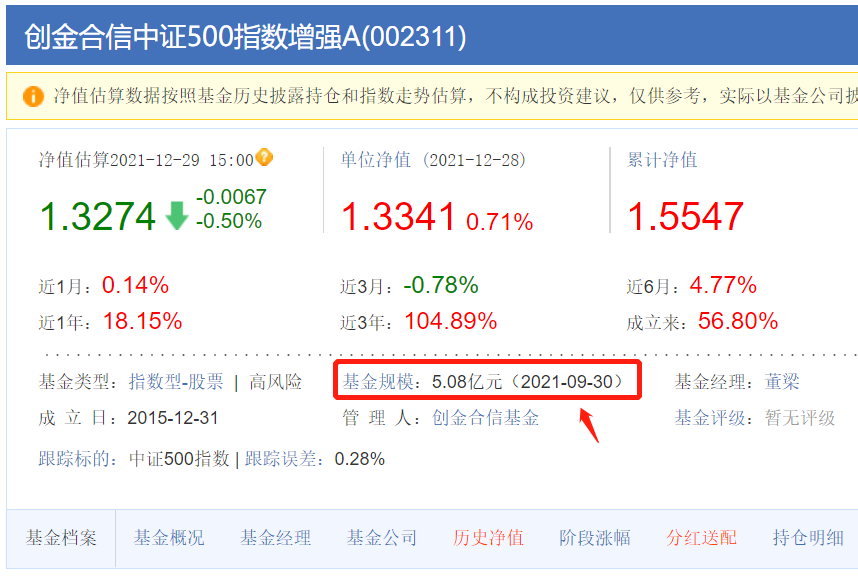 创金合信中证500指数增强A(002311)
净值估算数据按照基金历史披露持仓和指数走势估算，不构成投资建议，仅供参考，实际以基金公司披
净值估算2021-12-29 15:00 单位净值 (2021-12-28) 累计净值
1.3274 -0.0067 -0.50% 1.3341 0.71% 1.5547
近1月：0.14% 近3月：-0.78% 近6月：4.77%
近1年：18.15% 近3年：104.89% 成立来：56.80%
基金类型：指数型-股票 | 高风险 基金规模：5.08亿元（2021-09-30） 基金经理：董梁
成 立 日：2015-12-31 管 理 人：创金合信基金 基金评级：暂无评级
跟踪标的：中证500指数 | 跟踪误差：0.28%
基金档案 基金概况 基金经理 基金公司 历史净值 阶段涨幅 分红送配 持仓明细